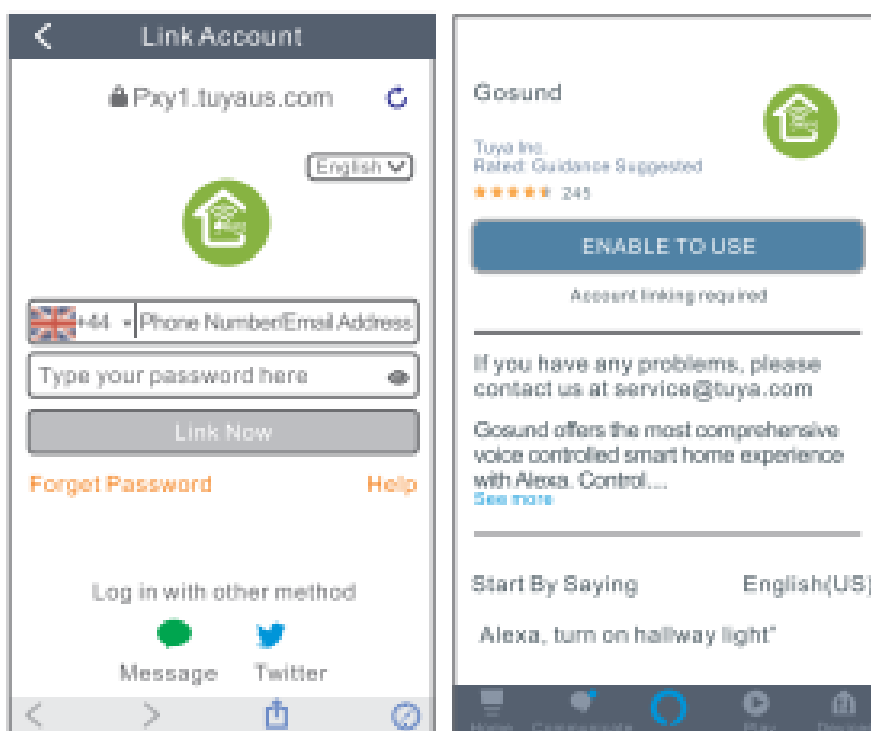 Link Account
Pxy1.tuyaus.com
English
+44
Phone Number/Email Address
Type your password here
Link Now
Forget Password
Help
Log in with other method
Message
Twitter
Gosund
Tuya Inc.
Rated: Guidance Suggested
245
ENABLE TO USE
Account linking required
If you have any problems, please
contact us at service@tuya.com
Gosund offers the most comprehensive
voice controlled smart home experience
with Alexa. Control....
See more
Start By Saying
English(US)
Alexa, turn on hallway light"
Home
Communicate
Play
Devices